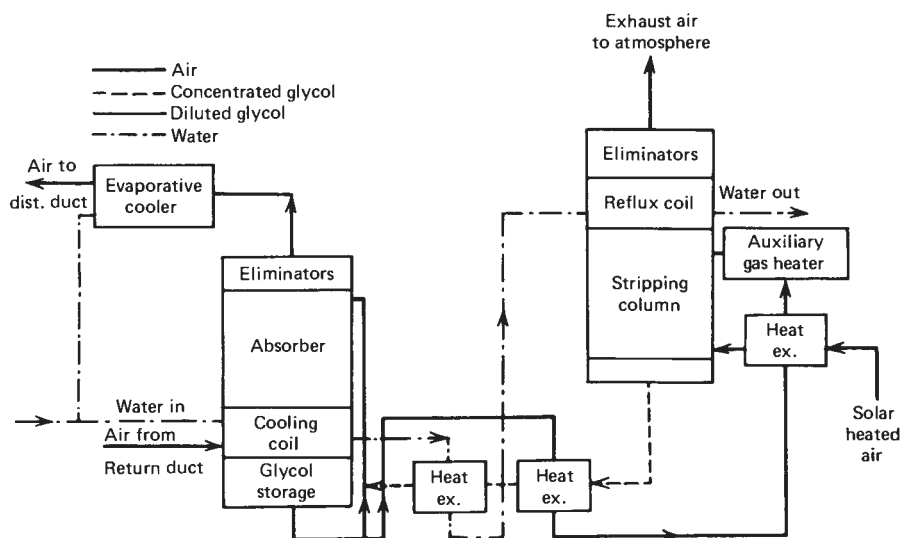 Exhaust air
to atmosphere
Air
Concentrated glycol
Diluted glycol
Water
Air to
dist. duct
Evaporative
cooler
Eliminators
Reflux coil
Water out
Auxiliary
gas heater
Stripping
column
Heat
ex.
Solar
heated
air
Eliminators
Absorber
Water in
Cooling
coil
Air from
Return duct
Glycol
storage
Heat
ex.
Heat
ex.